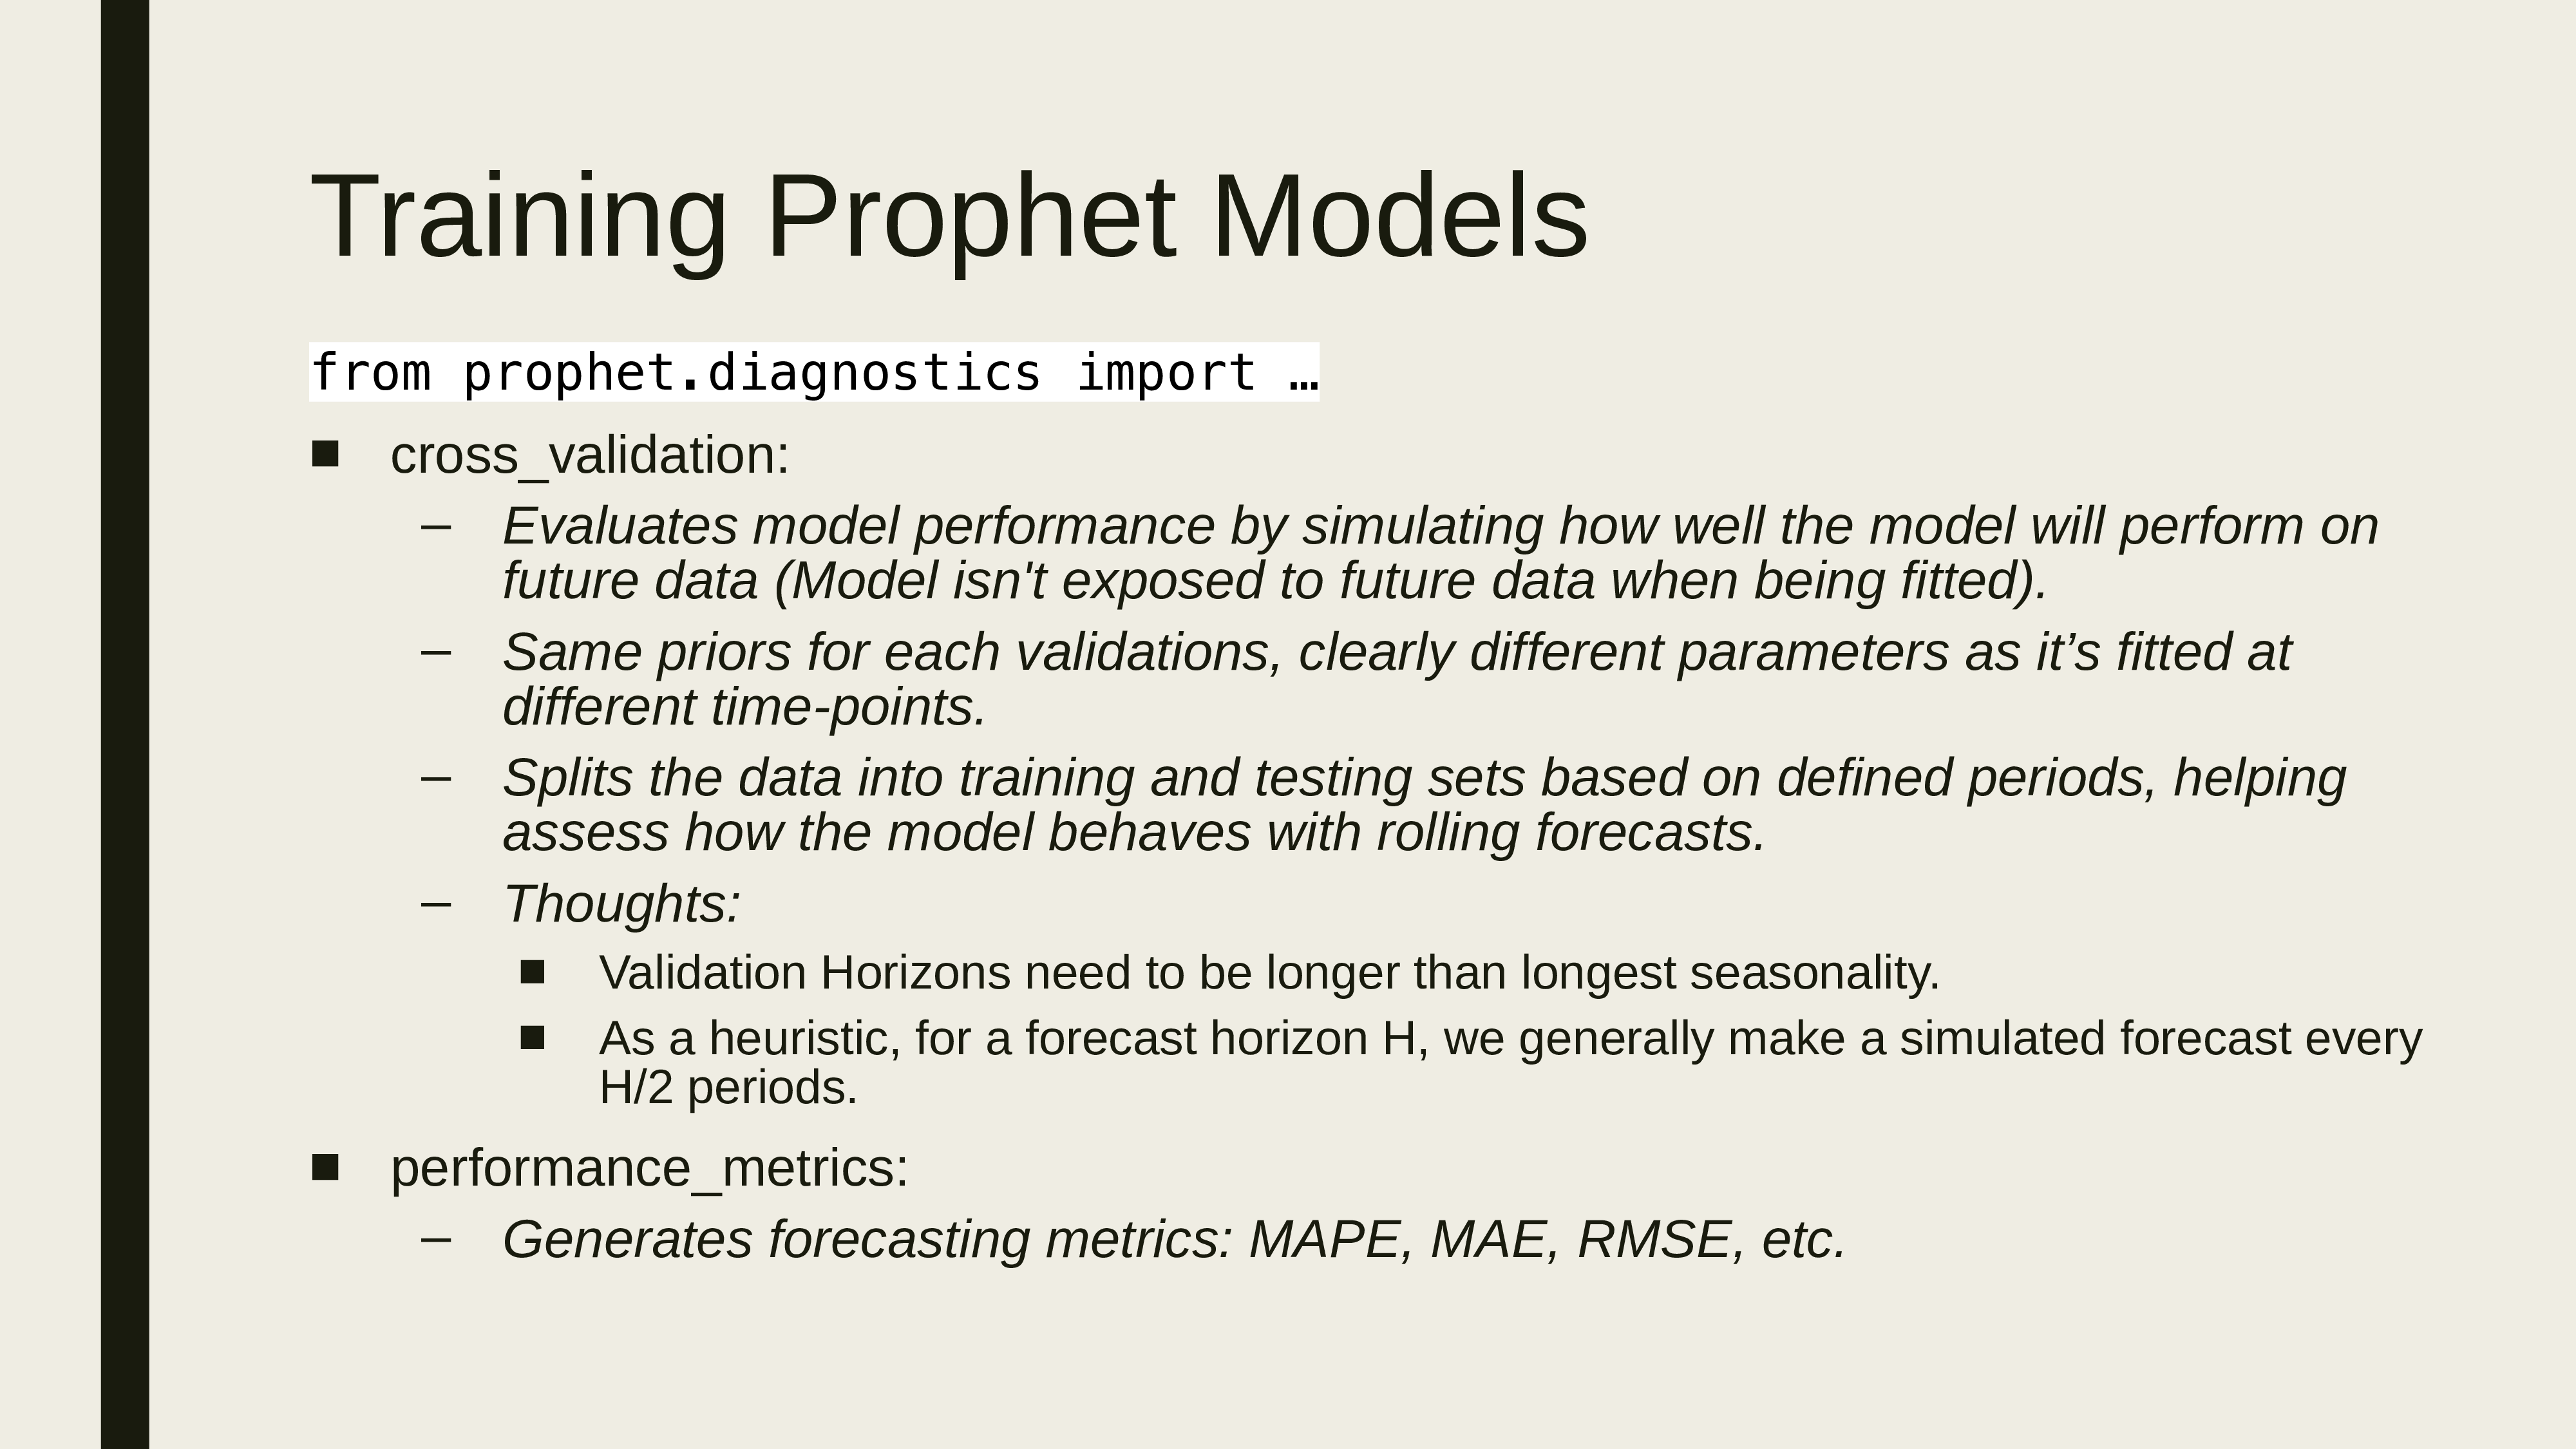 Training Prophet Models
from prophet.diagnostics import …
■ cross_validation:
– Evaluates model performance by simulating how well the model will perform on
future data (Model isn't exposed to future data when being fitted).
– Same priors for each validations, clearly different parameters as it’s fitted at
different time-points.
– Splits the data into training and testing sets based on defined periods, helping
assess how the model behaves with rolling forecasts.
– Thoughts:
■ Validation Horizons need to be longer than longest seasonality.
■ As a heuristic, for a forecast horizon H, we generally make a simulated forecast every
H/2 periods.
■ performance_metrics:
– Generates forecasting metrics: MAPE, MAE, RMSE, etc.